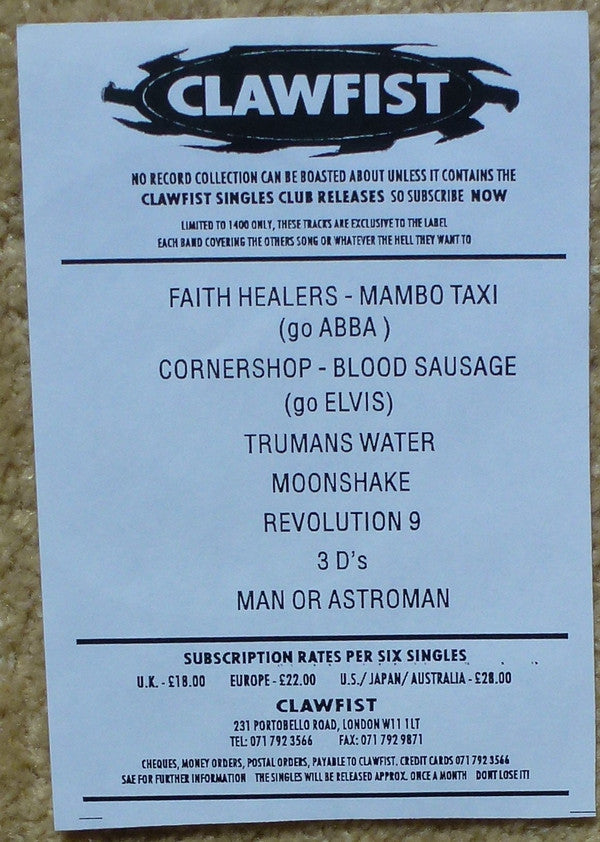 CLAWFIST
NO RECORD COLLECTION CAN BE BOASTED ABOUT UNLESS IT CONTAINS THE
CLAWFIST SINGLES CLUB RELEASES SO SUBSCRIBE NOW
LIMITED TO 1400 ONLY, THESE TRACKS ARE EXCLUSIVE TO THE LABEL
EACH BAND COVERING THE OTHERS SONG OR WHATEVER THE HELL THEY WANT TO
FAITH HEALERS - MAMBO TAXI
(go ABBA )
CORNERSHOP - BLOOD SAUSAGE
(go ELVIS)
TRUMANS WATER
MOONSHAKE
REVOLUTION 9
3 D's
MAN OR ASTROMAN
SUBSCRIPTION RATES PER SIX SINGLES
U.K. - £18.00 EUROPE - £22.00 U.S./ JAPAN/ AUSTRALIA - £28.00
CLAWFIST
231 PORTOBELLO ROAD, LONDON W11 1LT
TEL: 071 792 3566 FAX: 071 792 9871
CHEQUES, MONEY ORDERS, POSTAL ORDERS, PAYABLE TO CLAWFIST. CREDIT CARDS 071 792 3566
SAE FOR FURTHER INFORMATION THE SINGLES WILL BE RELEASED APPROX. ONCE A MONTH DONT LOSE IT!